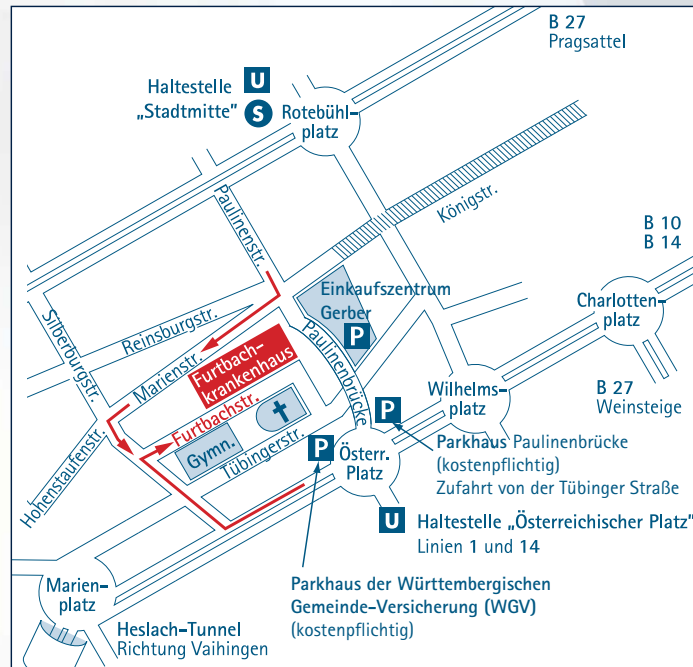 B 27
Pragsattel
Haltestelle U
„Stadtmitte” S
Rotebühl-
platz
Paulinenstr.
Königstr.
B 10
B 14
Einkaufszentrum
Gerber
P
Charlotten-
platz
Silberburgstr.
Reinsburgstr.
Marienstr.
Furtbach-
krankenhaus
Paulinenbrücke
Furtbachstr.
Wilhelms-
platz
B 27
Weinsteige
P
Hohenstaufenstr.
Gymn.
Tübingerstr.
P
Österr.
Platz
Parkhaus Paulinenbrücke
(kostenpflichtig)
Zufahrt von der Tübinger Straße
U Haltestelle „Österreichischer Platz”
Linien 1 und 14
Marien-
platz
Parkhaus der Württembergischen
Gemeinde-Versicherung (WGV)
(kostenpflichtig)
Heslach-Tunnel
Richtung Vaihingen